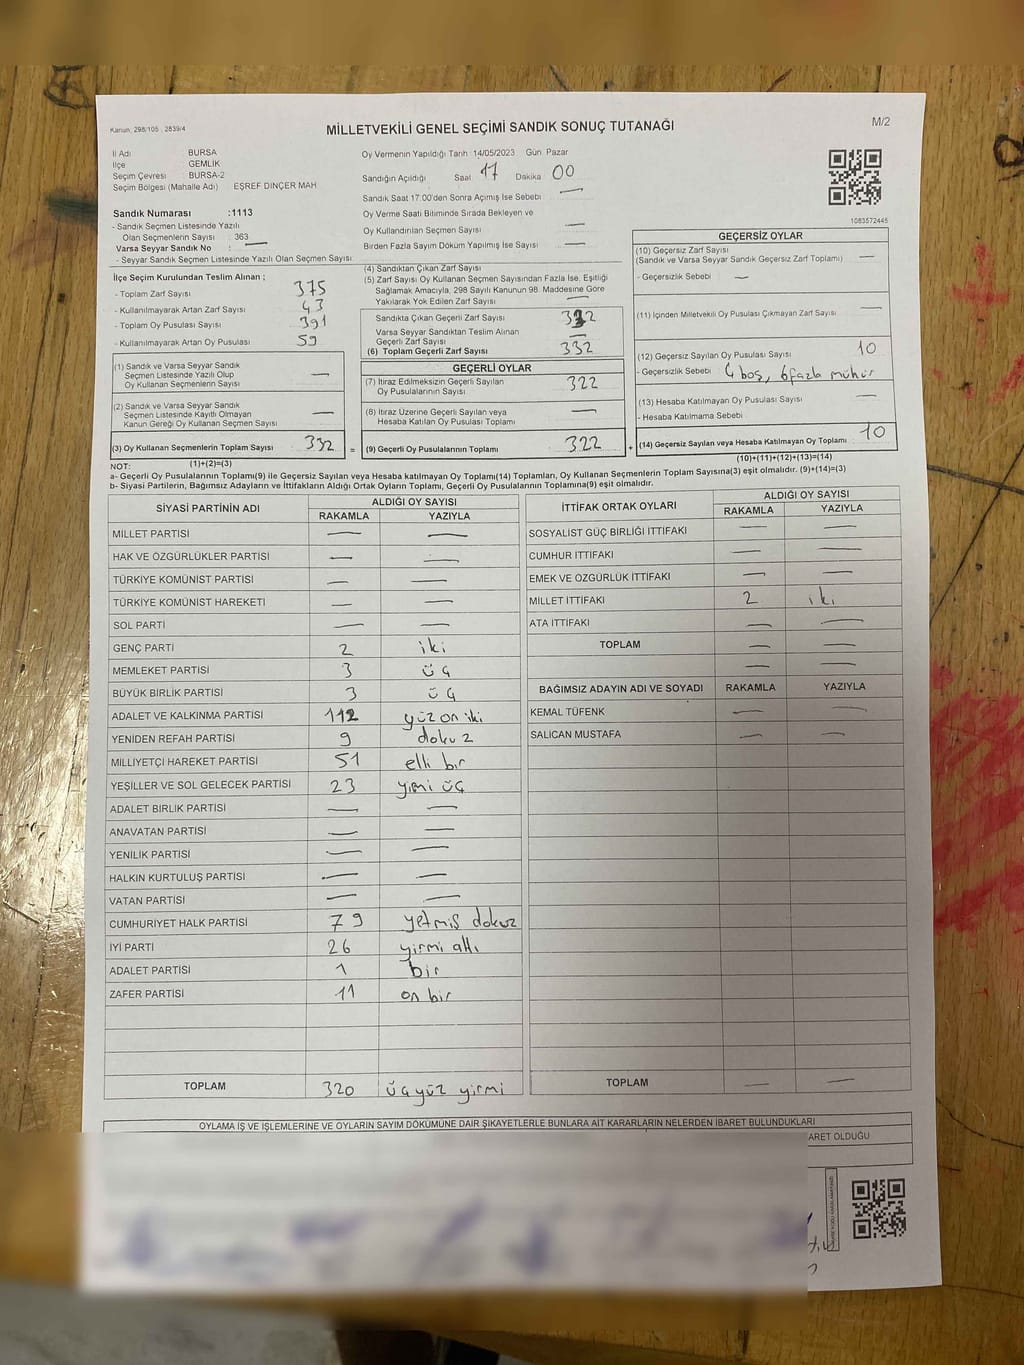 Kanun, 298/105 , 2839/4
MİLLETVEKİLİ GENEL SEÇİMİ SANDIK SONUÇ TUTANAĞI
M/2
İl Adı BURSA
İlçe GEMLİK
Seçim Çevresi BURSA-2
Seçim Bölgesi (Mahalle Adı) EŞREF DİNÇER MAH
Oy Vermenin Yapıldığı Tarih 14/05/2023 Gün Pazar
Sandığın Açıldığı Saat 17 Dakika 00
Sandık Saat 17.00'den Sonra Açımış İse Sebebi —
Oy Verme Saati Bitiminde Sırada Bekleyen ve
Oy Kullandırılan Seçmen Sayısı —
Birden Fazla Sayım Döküm Yapılmış İse Sayısı —
1083572445
Sandık Numarası :1113
- Sandık Seçmen Listesinde Yazılı
Olan Seçmenlerin Sayısı : 363
Varsa Seyyar Sandık No : —
- Seyyar Sandık Seçmen Listesinde Yazılı Olan Seçmen Sayısı
İlçe Seçim Kurulundan Teslim Alınan ;
- Toplam Zarf Sayısı 375
- Kullanılmayarak Artan Zarf Sayısı 43
- Toplam Oy Pusulası Sayısı 391
- Kullanılmayarak Artan Oy Pusulası 59
(1) Sandık ve Varsa Seyyar Sandık
Seçmen Listesinde Yazılı Olup
Oy Kullanan Seçmenlerin Sayısı —
(2) Sandık ve Varsa Seyyar Sandık
Seçmen Listesinde Kayıtlı Olmayan
Kanun Gereği Oy Kullanan Seçmen Sayısı —
(3) Oy Kullanan Seçmenlerin Toplam Sayısı 332 =
(1)+(2)=(3)
(4) Sandıktan Çıkan Zarf Sayısı
(5) Zarf Sayısı Oy Kullanan Seçmen Sayısından Fazla İse, Eşitliği
Sağlamak Amacıyla, 298 Sayılı Kanunun 98. Maddesine Göre
Yakılarak Yok Edilen Zarf Sayısı —
Sandıkta Çıkan Geçerli Zarf Sayısı 332
Varsa Seyyar Sandıktan Teslim Alınan
Geçerli Zarf Sayısı —
(6) Toplam Geçerli Zarf Sayısı 332
GEÇERLİ OYLAR
(7) İtiraz Edilmeksizin Geçerli Sayılan
Oy Pusulalarının Sayısı 322
(8) İtiraz Üzerine Geçerli Sayılan veya
Hesaba Katılan Oy Pusulası Toplamı —
(9) Geçerli Oy Pusulalarının Toplamı 322 +
GEÇERSİZ OYLAR
(10) Geçersiz Zarf Sayısı
(Sandık ve Varsa Seyyar Sandık Geçersiz Zarf Toplamı) —
- Geçersizlik Sebebi —
(11) İçinden Milletvekili Oy Pusulası Çıkmayan Zarf Sayısı —
(12) Geçersiz Sayılan Oy Pusulası Sayısı 10
- Geçersizlik Sebebi 4 boş, 6 fazla mühür
(13) Hesaba Katılmayan Oy Pusulası Sayısı —
- Hesaba Katılmama Sebebi
(14) Geçersiz Sayılan veya Hesaba Katılmayan Oy Toplamı 10
(10)+(11)+(12)+(13)=(14)
NOT:
a- Geçerli Oy Pusulalarının Toplamı(9) ile Geçersiz Sayılan veya Hesaba Katılmayan Oy Toplamı(14) Toplamları, Oy Kullanan Seçmenlerin Toplam Sayısına(3) eşit olmalıdır. (9)+(14)=(3)
b- Siyasi Partilerin, Bağımsız Adayların ve İttifakların Aldığı Oyların Toplamı, Geçerli Oy Pusulalarının Toplamına(9) eşit olmalıdır.
SİYASİ PARTİNİN ADI ALDIĞI OY SAYISI
RAKAMLA YAZIYLA
MİLLET PARTİSİ — —
HAK VE ÖZGÜRLÜKLER PARTİSİ — —
TÜRKİYE KOMÜNİST PARTİSİ — —
TÜRKİYE KOMÜNİST HAREKETİ — —
SOL PARTİ — —
GENÇ PARTİ 2 iki
MEMLEKET PARTİSİ 3 üç
BÜYÜK BİRLİK PARTİSİ 3 üç
ADALET VE KALKINMA PARTİSİ 112 yüz on iki
YENİDEN REFAH PARTİSİ 9 dokuz
MİLLİYETÇİ HAREKET PARTİSİ 51 elli bir
YEŞİLLER VE SOL GELECEK PARTİSİ 23 yirmi üç
ADALET BİRLİK PARTİSİ — —
ANAVATAN PARTİSİ — —
YENİLİK PARTİSİ — —
HALKIN KURTULUŞ PARTİSİ — —
VATAN PARTİSİ — —
CUMHURİYET HALK PARTİSİ 79 yetmiş dokuz
İYİ PARTİ 26 yirmi altı
ADALET PARTİSİ 1 bir
ZAFER PARTİSİ 11 on bir
TOPLAM 320 üçyüz yirmi
İTTİFAK ORTAK OYLARI ALDIĞI OY SAYISI
RAKAMLA YAZIYLA
SOSYALİST GÜÇ BİRLİĞİ İTTİFAKI — —
CUMHUR İTTİFAKI — —
EMEK VE ÖZGÜRLÜK İTTİFAKI — —
MİLLET İTTİFAKI 2 iki
ATA İTTİFAKI — —
TOPLAM — —
— —
BAĞIMSIZ ADAYIN ADI VE SOYADI RAKAMLA YAZIYLA
KEMAL TÜFENK — —
SALİCAN MUSTAFA — —
TOPLAM — —
OYLAMA İŞ VE İŞLEMLERİNE VE OYLARIN SAYIM DÖKÜMÜNE DAİR ŞİKAYETLERLE BUNLARA AİT KARARLARIN NELERDEN İBARET BULUNDUKLARI
ARET OLDUĞU